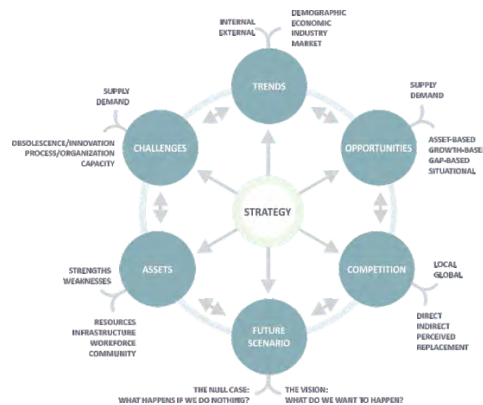 INTERNAL
EXTERNAL
DEMOGRAPHIC
ECONOMIC
INDUSTRY
MARKET
TRENDS
SUPPLY
DEMAND
OBSOLESCENCE/INNOVATION
PROCESS/ORGANIZATION
CAPACITY
CHALLENGES
SUPPLY
DEMAND
ASSET-BASED
GROWTH-BASED
GAP-BASED
SITUATIONAL
OPPORTUNITIES
STRATEGY
STRENGTHS
WEAKNESSES
RESOURCES
INFRASTRUCTURE
WORKFORCE
COMMUNITY
ASSETS
COMPETITION
LOCAL
GLOBAL
DIRECT
INDIRECT
PERCEIVED
REPLACEMENT
FUTURE
SCENARIO
THE NULL CASE:
WHAT HAPPENS IF WE DO NOTHING?
THE VISION:
WHAT DO WE WANT TO HAPPEN?